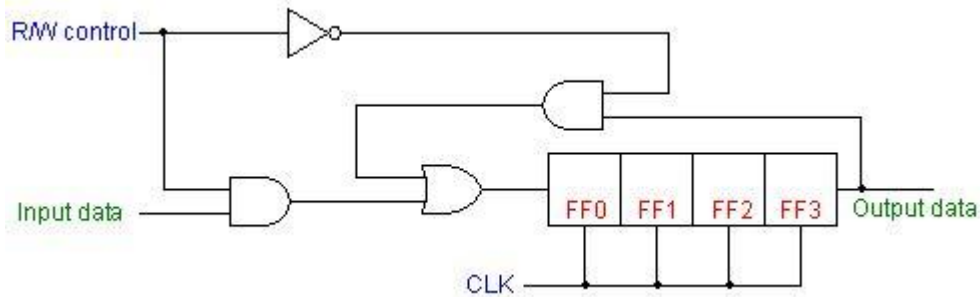 R/W control
Input data
FF0 FF1 FF2 FF3
Output data
CLK